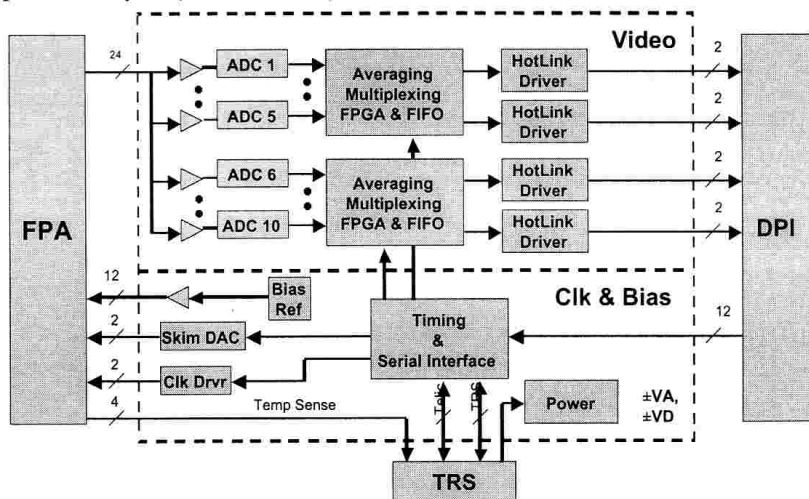 Video
24
ADC 1
ADC 5
ADC 6
ADC 10
Averaging
Multiplexing
FPGA & FIFO
Averaging
Multiplexing
FPGA & FIFO
HotLink
Driver
HotLink
Driver
HotLink
Driver
HotLink
Driver
2
2
2
2
FPA
DPI
Clk & Bias
12
Bias
Ref
2
Skim DAC
2
Clk Drvr
4
Temp Sense
Timing
&
Serial Interface
12
Power
±VA,
±VD
TRS